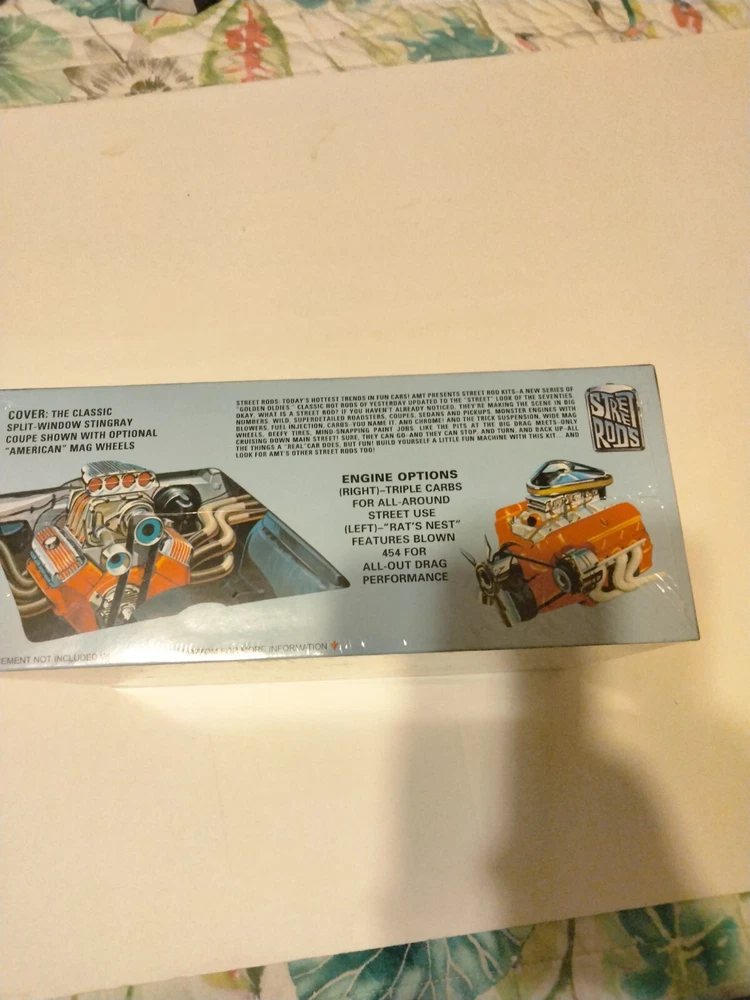 COVER: THE CLASSIC
SPLIT-WINDOW STINGRAY
COUPE SHOWN WITH OPTIONAL
"AMERICAN" MAG WHEELS
STREET RODS: TODAY'S HOTTEST TRENDS IN FUN CARS! AMT PRESENTS STREET ROD KITS–A NEW SERIES OF
"GOLDEN OLDIES" CLASSIC HOT RODS OF YESTERDAY UPDATED TO THE "STREET" LOOK OF THE SEVENTIES.
OKAY, WHAT IS A STREET ROD? IF YOU HAVEN'T ALREADY NOTICED, THEY'RE MAKING THE SCENE IN BIG
NUMBERS. WILD, SUPERDETAILED ROADSTERS, COUPES, SEDANS AND PICKUPS. MONSTER ENGINES WITH
BLOWERS, FUEL INJECTION, CARBS–YOU NAME IT. AND CHROME! AND THE TRICK SUSPENSION, WIDE MAG
WHEELS, BEEFY TIRES, MIND-SNAPPING PAINT JOBS. LIKE THE PITS AT THE BIG DRAG MEETS–ONLY
CRUISING DOWN MAIN STREET! SURE, THEY CAN GO–AND THEY CAN STOP, AND TURN, AND BACK UP–ALL
THE THINGS A "REAL" CAR DOES. BUT FUN! BUILD YOURSELF A LITTLE FUN MACHINE WITH THIS KIT... AND
LOOK FOR AMT'S OTHER STREET RODS TOO!
STREET
RODS
ENGINE OPTIONS
(RIGHT)–TRIPLE CARBS
FOR ALL-AROUND
STREET USE
(LEFT)–"RAT'S NEST"
FEATURES BLOWN
454 FOR
ALL-OUT DRAG
PERFORMANCE
EMENT NOT INCLUDED FOR MORE INFORMATION